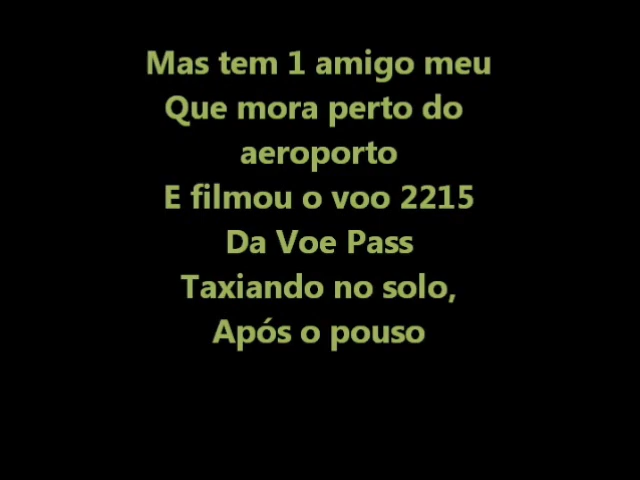 Mas tem 1 amigo meu
Que mora perto do
aeroporto
E filmou o voo 2215
Da Voe Pass
Taxiando no solo,
Após o pouso